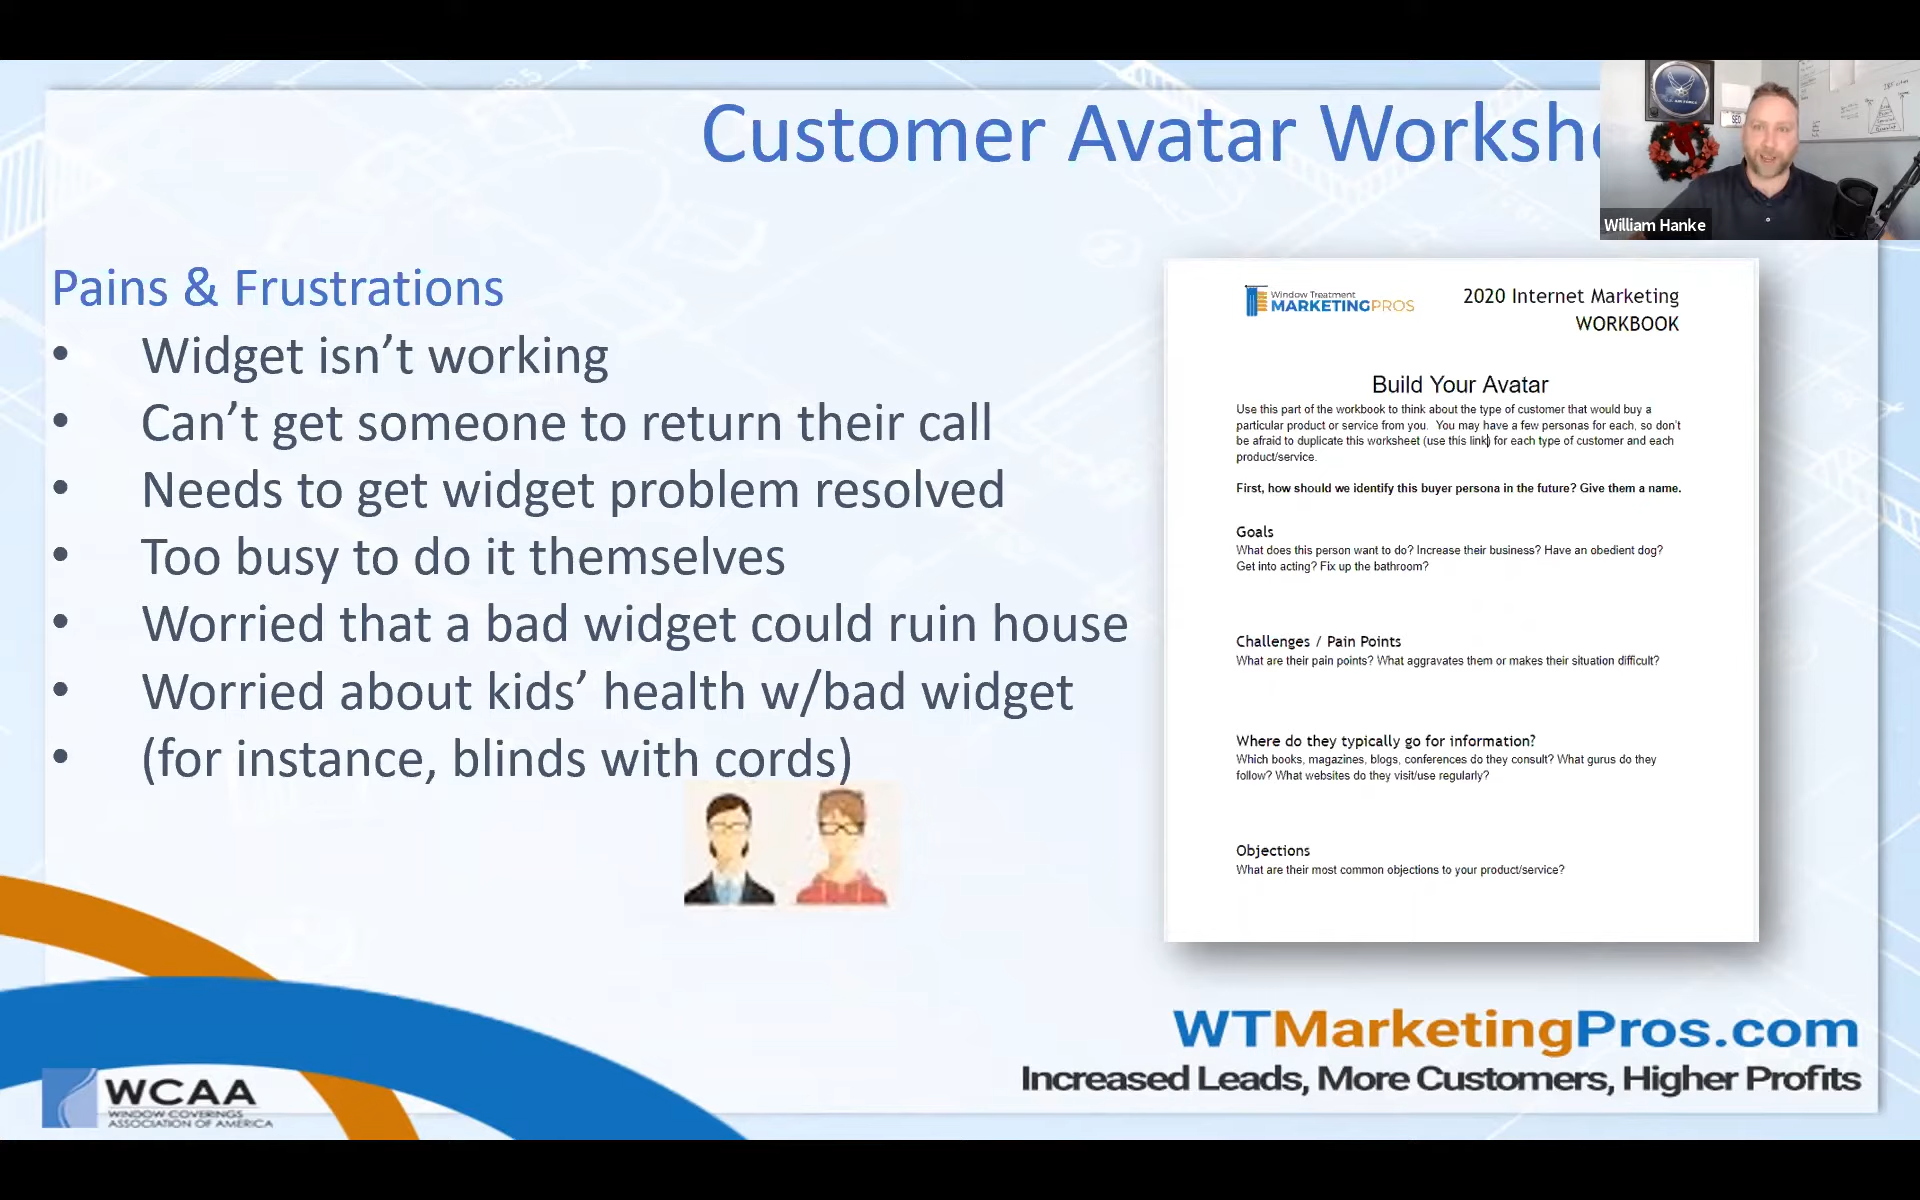 Customer Avatar Worksh
William Hanke
Pains & Frustrations
• Widget isn’t working
• Can’t get someone to return their call
• Needs to get widget problem resolved
• Too busy to do it themselves
• Worried that a bad widget could ruin house
• Worried about kids’ health w/bad widget
• (for instance, blinds with cords)
Window Treatment
MARKETINGPROS
2020 Internet Marketing
WORKBOOK
Build Your Avatar
Use this part of the workbook to think about the type of customer that would buy a
particular product or service from you. You may have a few personas for each, so don't
be afraid to duplicate this worksheet (use this link) for each type of customer and each
product/service.
First, how should we identify this buyer persona in the future? Give them a name.
Goals
What does this person want to do? Increase their business? Have an obedient dog?
Get into acting? Fix up the bathroom?
Challenges / Pain Points
What are their pain points? What aggravates them or makes their situation difficult?
Where do they typically go for information?
Which books, magazines, blogs, conferences do they consult? What gurus do they
follow? What websites do they visit/use regularly?
Objections
What are their most common objections to your product/service?
WTMarketingPros.com
Increased Leads, More Customers, Higher Profits
WCAA
WINDOW COVERINGS
ASSOCIATION OF AMERICA
SEO